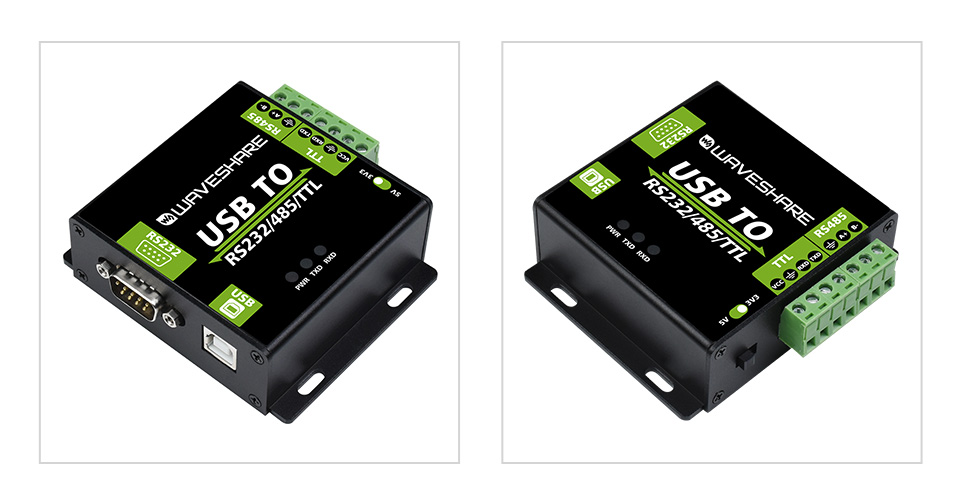 RS485
B-
A+
TTL
TXD
RXD
VCC
WAVESHARE
USB TO
RS232/485/TTL
3V3
5V
RS232
PWR
TXD
RXD
USB
RS232
WAVESHARE
USB
USB TO
RS232/485/TTL
PWR
TXD
RXD
RS485
B-
A+
TTL
TXD
RXD
VCC
3V3
5V